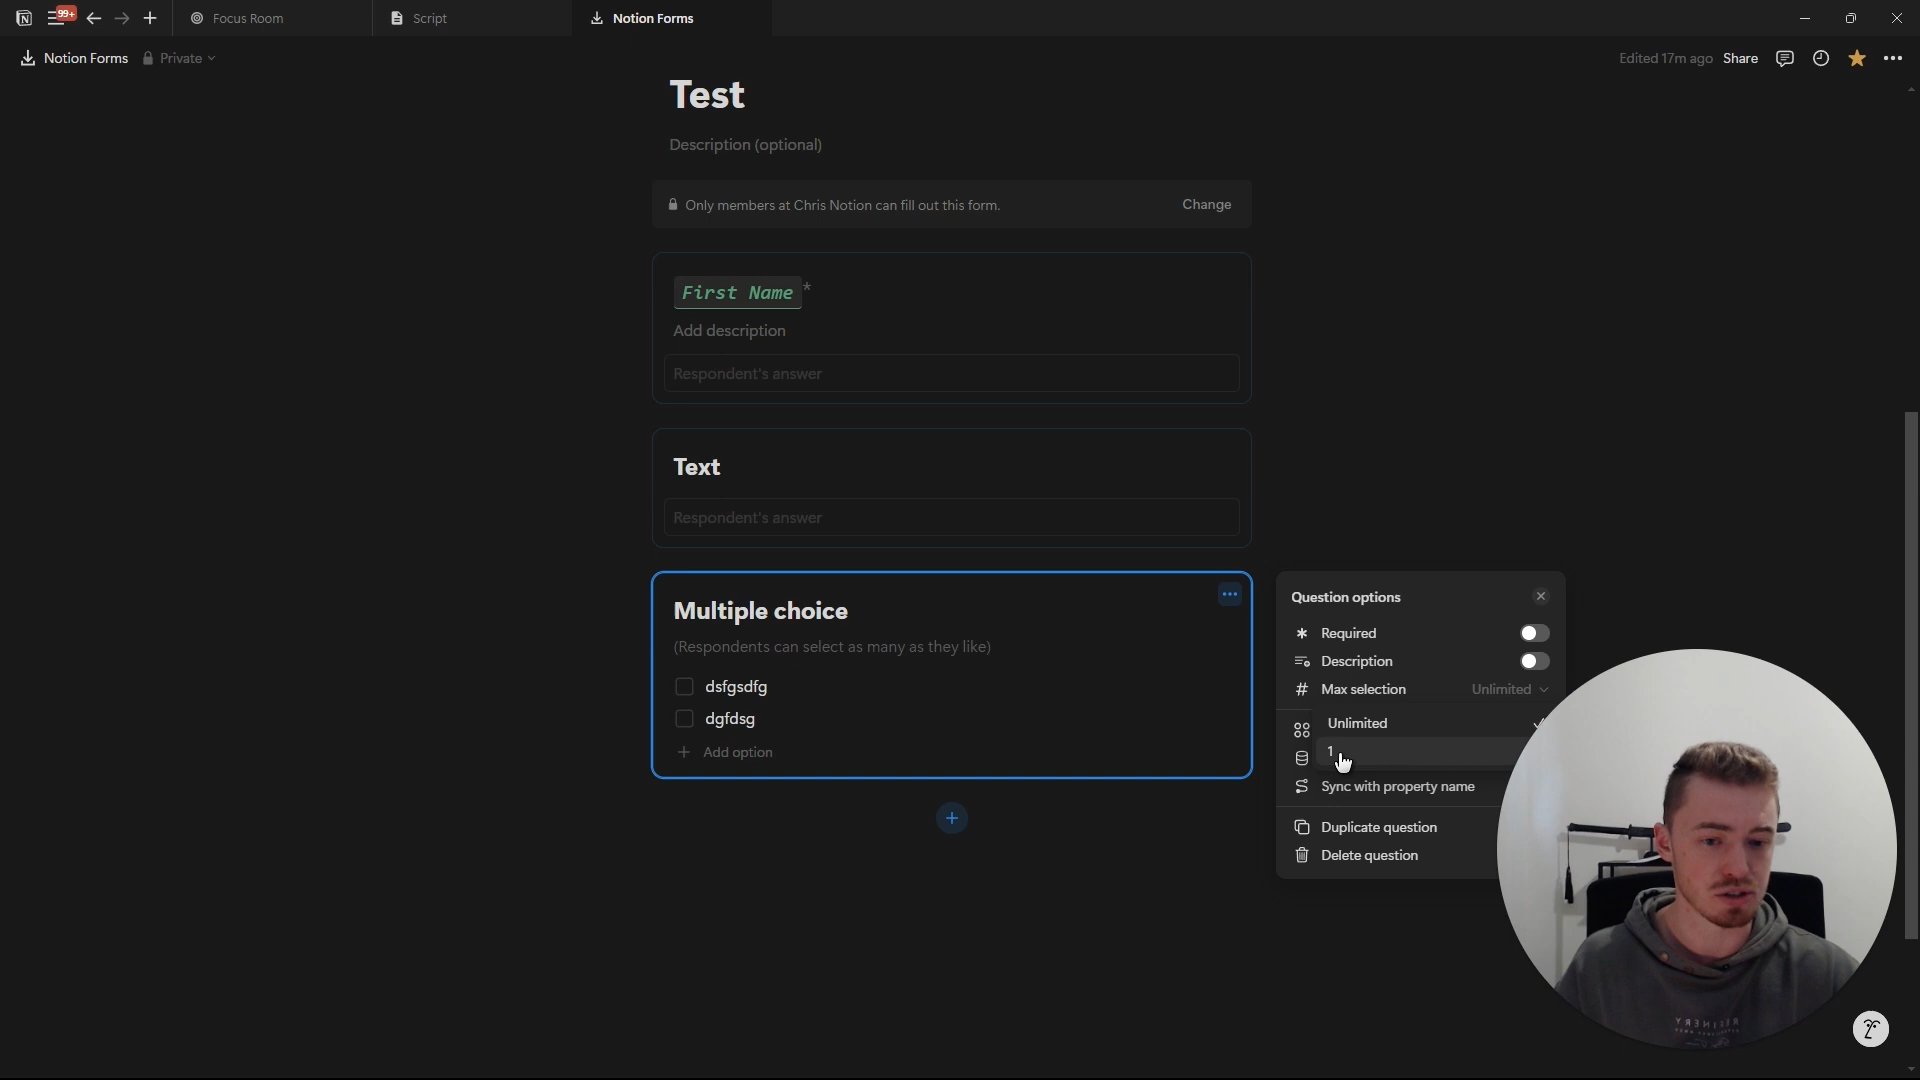 99+
Focus Room
Script
Notion Forms
Notion Forms
Private
Edited 17m ago
Share
Test
Description (optional)
Only members at Chris Notion can fill out this form.
Change
First Name*
Add description
Respondent's answer
Text
Respondent's answer
Multiple choice
(Respondents can select as many as they like)
dsfgsdfg
dgfdsg
+ Add option
Question options
Required
Description
Max selection
Unlimited
Unlimited
1
Sync with property name
Duplicate question
Delete question